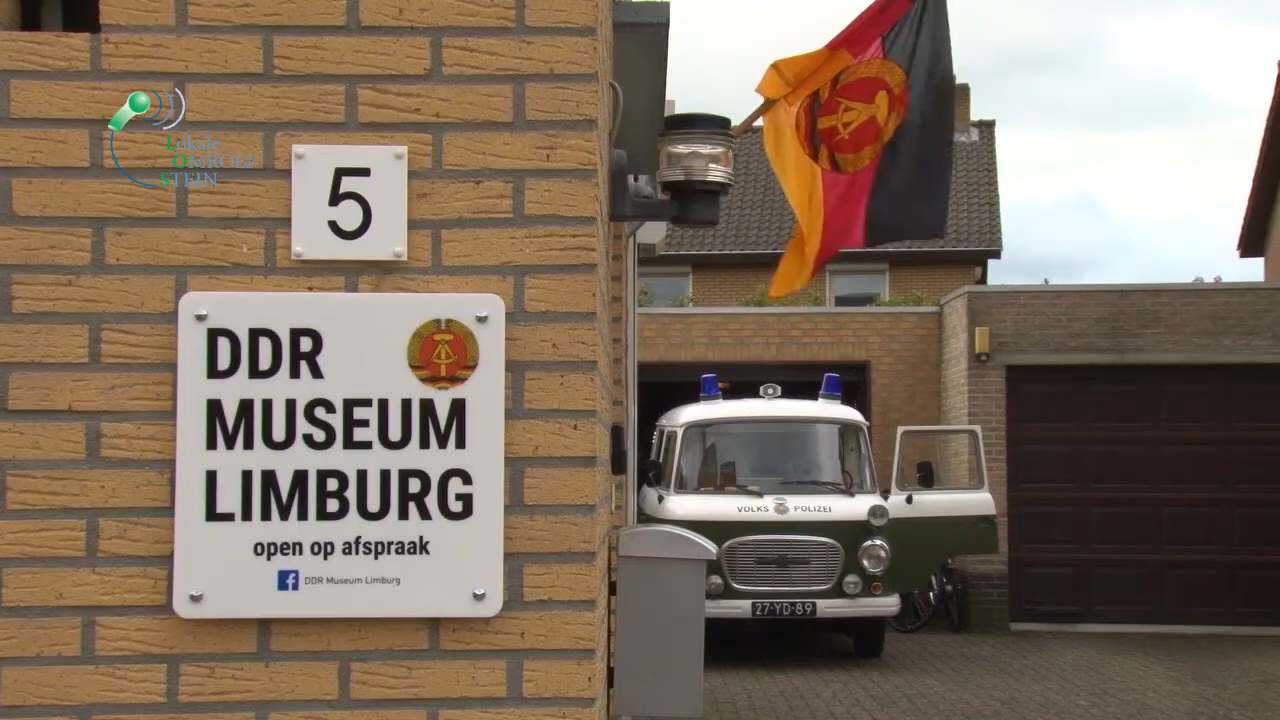 Lokale
OMROEP
STEIN
5
DDR
MUSEUM
LIMBURG
open op afspraak
f DDR Museum Limburg
VOLKS POLIZEI
27-YD-89